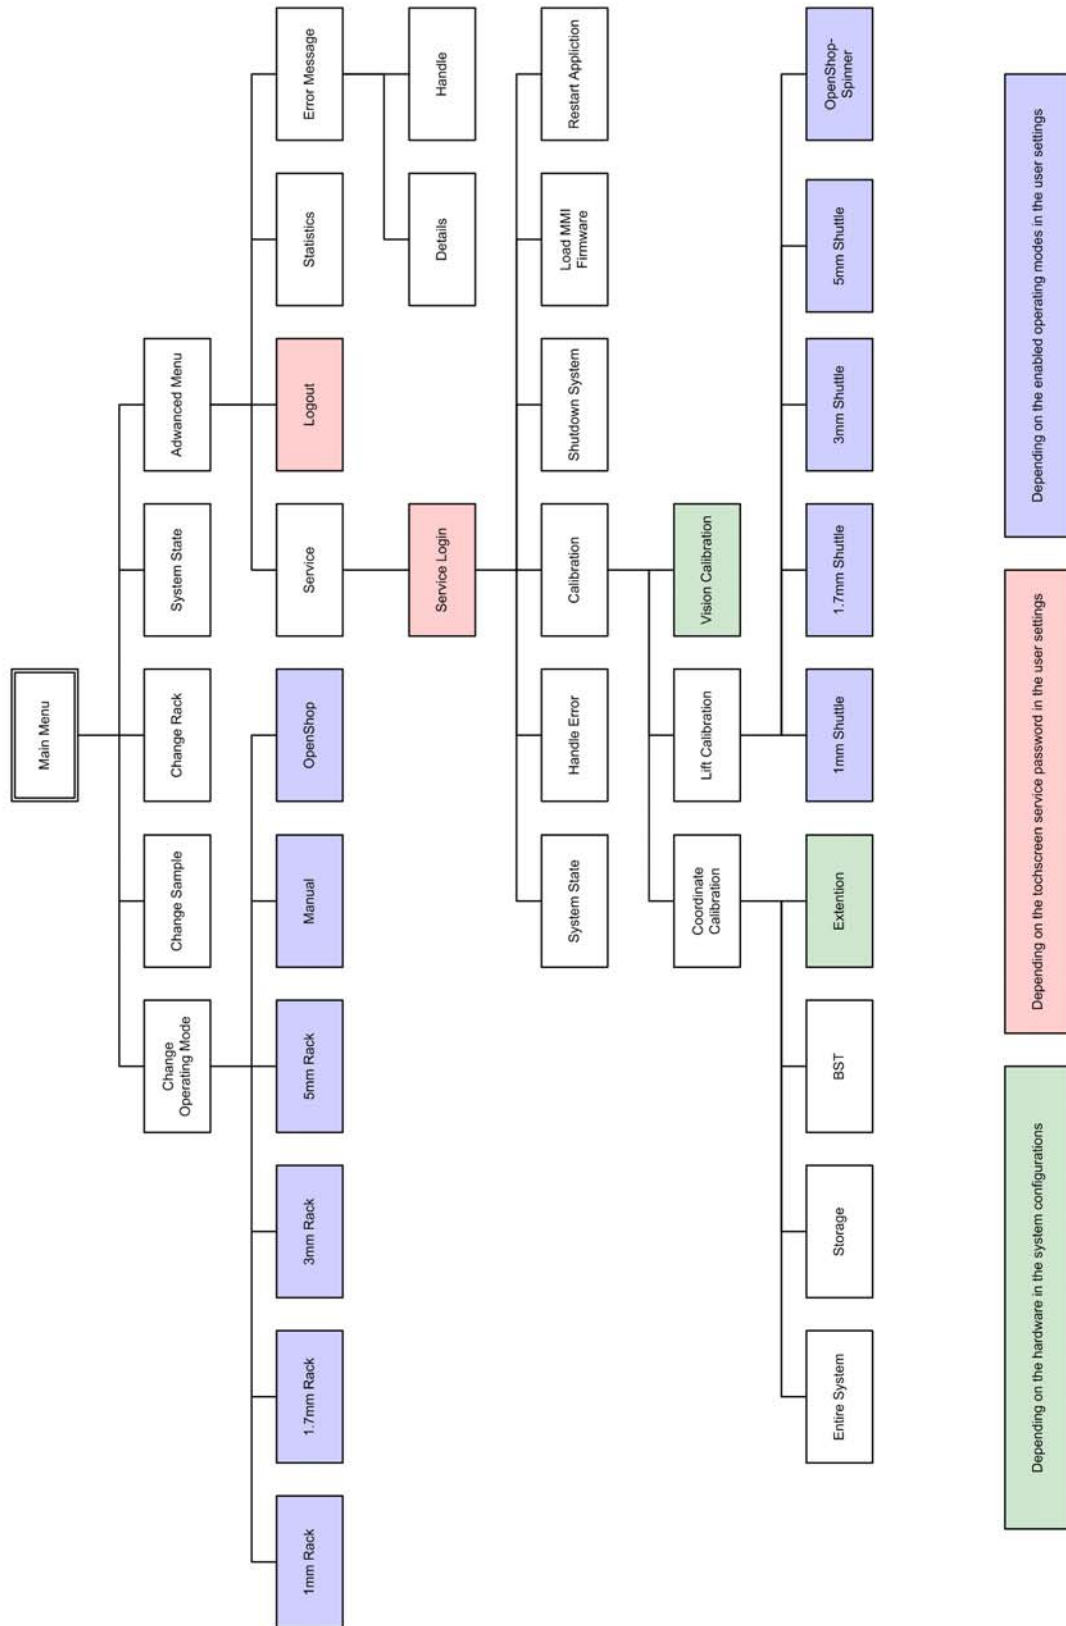 Main Menu
Change
Operating Mode
Change Sample
Change Rack
System State
Advanced Menu
1mm Rack
1.7mm Rack
3mm Rack
5mm Rack
Manual
OpenShop
Service
Logout
Statistics
Error Message
Service Login
Details
Handle
System State
Handle Error
Calibration
Shutdown System
Load MMI
Firmware
Restart Appliction
Coordinate
Calibration
Lift Calibration
Vision Calibration
Entire System
Storage
BST
Extention
1mm Shuttle
1.7mm Shuttle
3mm Shuttle
5mm Shuttle
OpenShop-
Spinner
Depending on the hardware in the system configurations
Depending on the tochscreen service password in the user settings
Depending on the enabled operating modes in the user settings